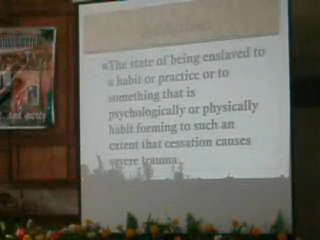 The state of being enslaved to
a habit or practice or to
something that is
psychologically or physically
habit forming to such an
extent that cessation causes
severe trauma